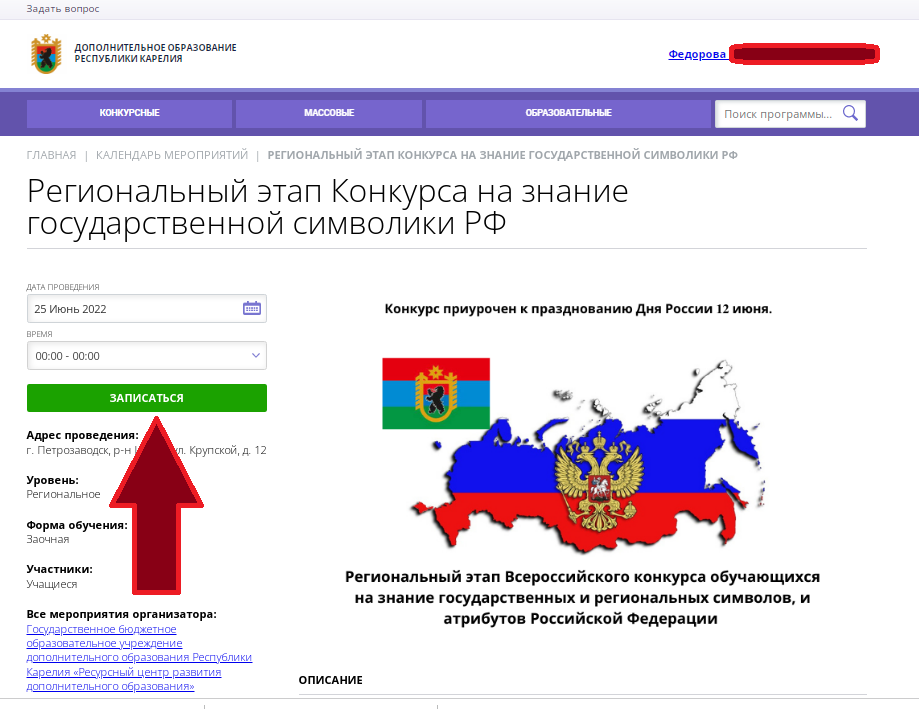 Задать вопрос
ДОПОЛНИТЕЛЬНОЕ ОБРАЗОВАНИЕ
РЕСПУБЛИКИ КАРЕЛИЯ
Федорова
КОНКУРСНЫЕ
МАССОВЫЕ
ОБРАЗОВАТЕЛЬНЫЕ
Поиск программы...
ГЛАВНАЯ | КАЛЕНДАРЬ МЕРОПРИЯТИЙ | РЕГИОНАЛЬНЫЙ ЭТАП КОНКУРСА НА ЗНАНИЕ ГОСУДАРСТВЕННОЙ СИМВОЛИКИ РФ
Региональный этап Конкурса на знание
государственной символики РФ
ДАТА ПРОВЕДЕНИЯ
25 Июнь 2022
ВРЕМЯ
00:00 - 00:00
ЗАПИСАТЬСЯ
Адрес проведения:
г. Петрозаводск, р-н ул. Крупской, д. 12
Уровень:
Региональное
Форма обучения:
Заочная
Участники:
Учащиеся
Все мероприятия организатора:
Государственное бюджетное
образовательное учреждение
дополнительного образования Республики
Карелия «Ресурсный центр развития
дополнительного образования»
Конкурс приурочен к празднованию Дня России 12 июня.
Региональный этап Всероссийского конкурса обучающихся
на знание государственных и региональных символов, и
атрибутов Российской Федерации
ОПИСАНИЕ